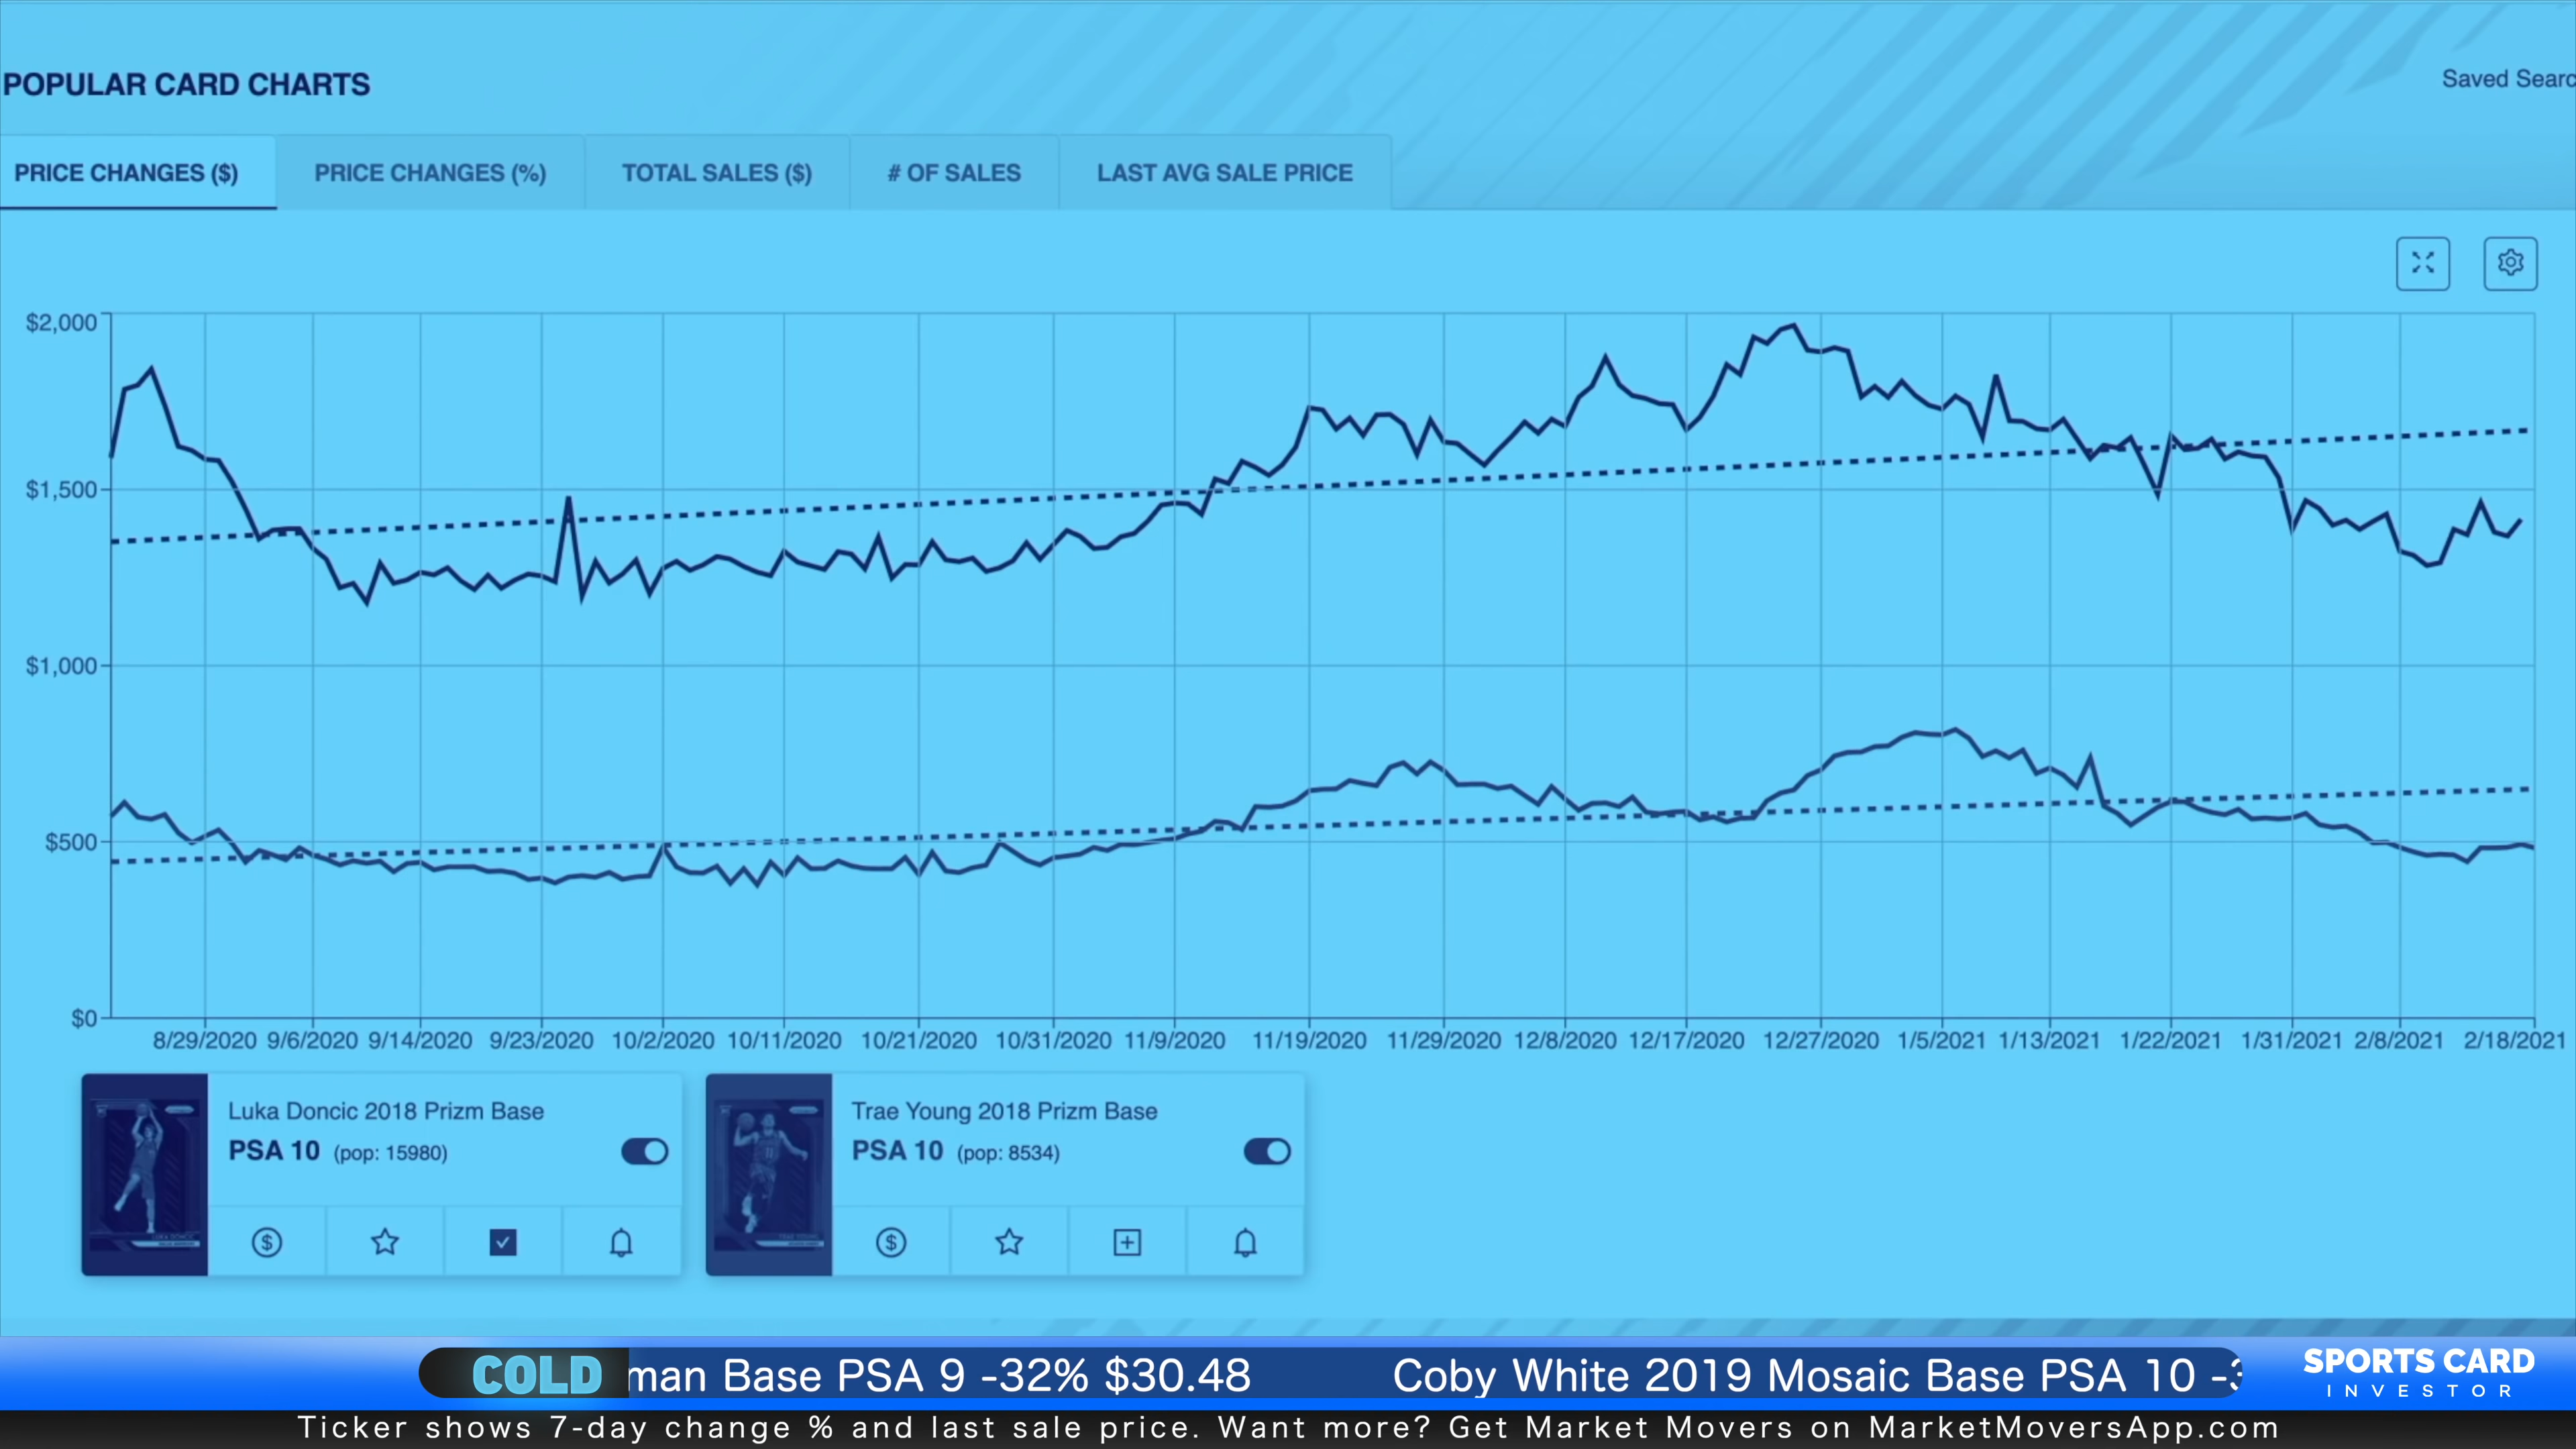 POPULAR CARD CHARTS
Saved Searc
PRICE CHANGES ($)
PRICE CHANGES (%)
TOTAL SALES ($)
# OF SALES
LAST AVG SALE PRICE
$2,000
$1,500
$1,000
$500
$0
8/29/2020 9/6/2020 9/14/2020 9/23/2020 10/2/2020 10/11/2020 10/21/2020 10/31/2020 11/9/2020 11/19/2020 11/29/2020 12/8/2020 12/17/2020 12/27/2020 1/5/2021 1/13/2021 1/22/2021 1/31/2021 2/8/2021 2/18/2021
Luka Doncic 2018 Prizm Base
PSA 10 (pop: 15980)
Trae Young 2018 Prizm Base
PSA 10 (pop: 8534)
COLD
man Base PSA 9 -32% $30.48
Coby White 2019 Mosaic Base PSA 10 -3
SPORTS CARD
INVESTOR
Ticker shows 7-day change % and last sale price. Want more? Get Market Movers on MarketMoversApp.com